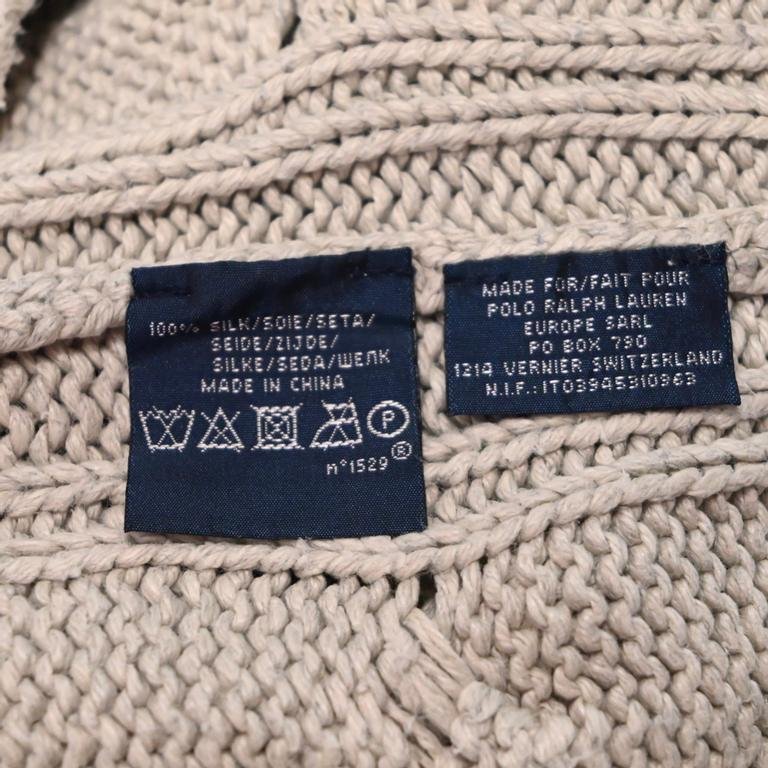 100% SILK/SOIE/SETA/
SEIDE/ZIJDE/
SILKE/SEDA/ШЕЛК
MADE IN CHINA
P
®
n°1529
MADE FOR/FAIT POUR
POLO RALPH LAUREN
EUROPE SARL
PO BOX 790
1214 VERNIER SWITZERLAND
N.I.F.: IT03945310963